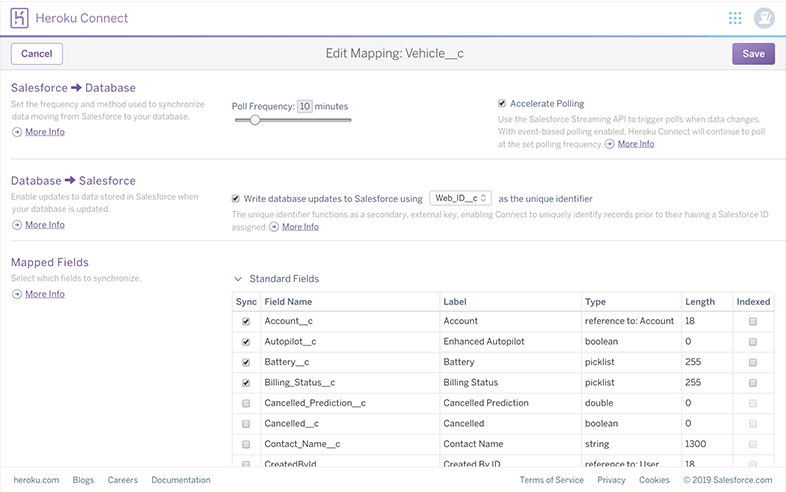 Heroku Connect
Cancel
Edit Mapping: Vehicle__c
Save
Salesforce ➔ Database
Set the frequency and method used to synchronize
data moving from Salesforce to your database.
More Info
Poll Frequency: 10 minutes
Accelerate Polling
Use the Salesforce Streaming API to trigger polls when data changes.
With event-based polling enabled, Heroku Connect will continue to poll
at the set polling frequency. More Info
Database ➔ Salesforce
Enable updates to data stored in Salesforce when
your database is updated.
More Info
Write database updates to Salesforce using Web_ID__c as the unique identifier
The unique identifier functions as a secondary, external key, enabling Connect to uniquely identify records prior to their having a Salesforce ID
assigned. More Info
Mapped Fields
Select which fields to synchronize.
More Info
Standard Fields
Sync Field Name Label Type Length Indexed
Account__c Account reference to: Account 18
Autopilot__c Enhanced Autopilot boolean 0
Battery__c Battery picklist 255
Billing_Status__c Billing Status picklist 255
Cancelled_Prediction__c Cancelled Prediction double 0
Cancelled__c Cancelled boolean 0
Contact_Name__c Contact Name string 1300
CreatedById Created By ID reference to: User 18
heroku.com Blogs Careers Documentation Terms of Service Privacy Cookies © 2019 Salesforce.com